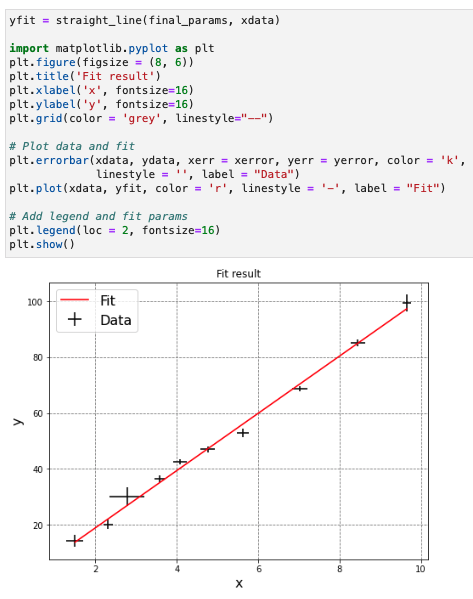 yfit = straight_line(final_params, xdata)
import matplotlib.pyplot as plt
plt.figure(figsize = (8, 6))
plt.title('Fit result')
plt.xlabel('x', fontsize=16)
plt.ylabel('y', fontsize=16)
plt.grid(color = 'grey', linestyle="--")
# Plot data and fit
plt.errorbar(xdata, ydata, xerr = xerror, yerr = yerror, color = 'k',
linestyle = '', label = "Data")
plt.plot(xdata, yfit, color = 'r', linestyle = '-', label = "Fit")
# Add legend and fit params
plt.legend(loc = 2, fontsize=16)
plt.show()
Fit result
Fit
Data
100
80
60
40
20
y
2 4 6 8 10
x